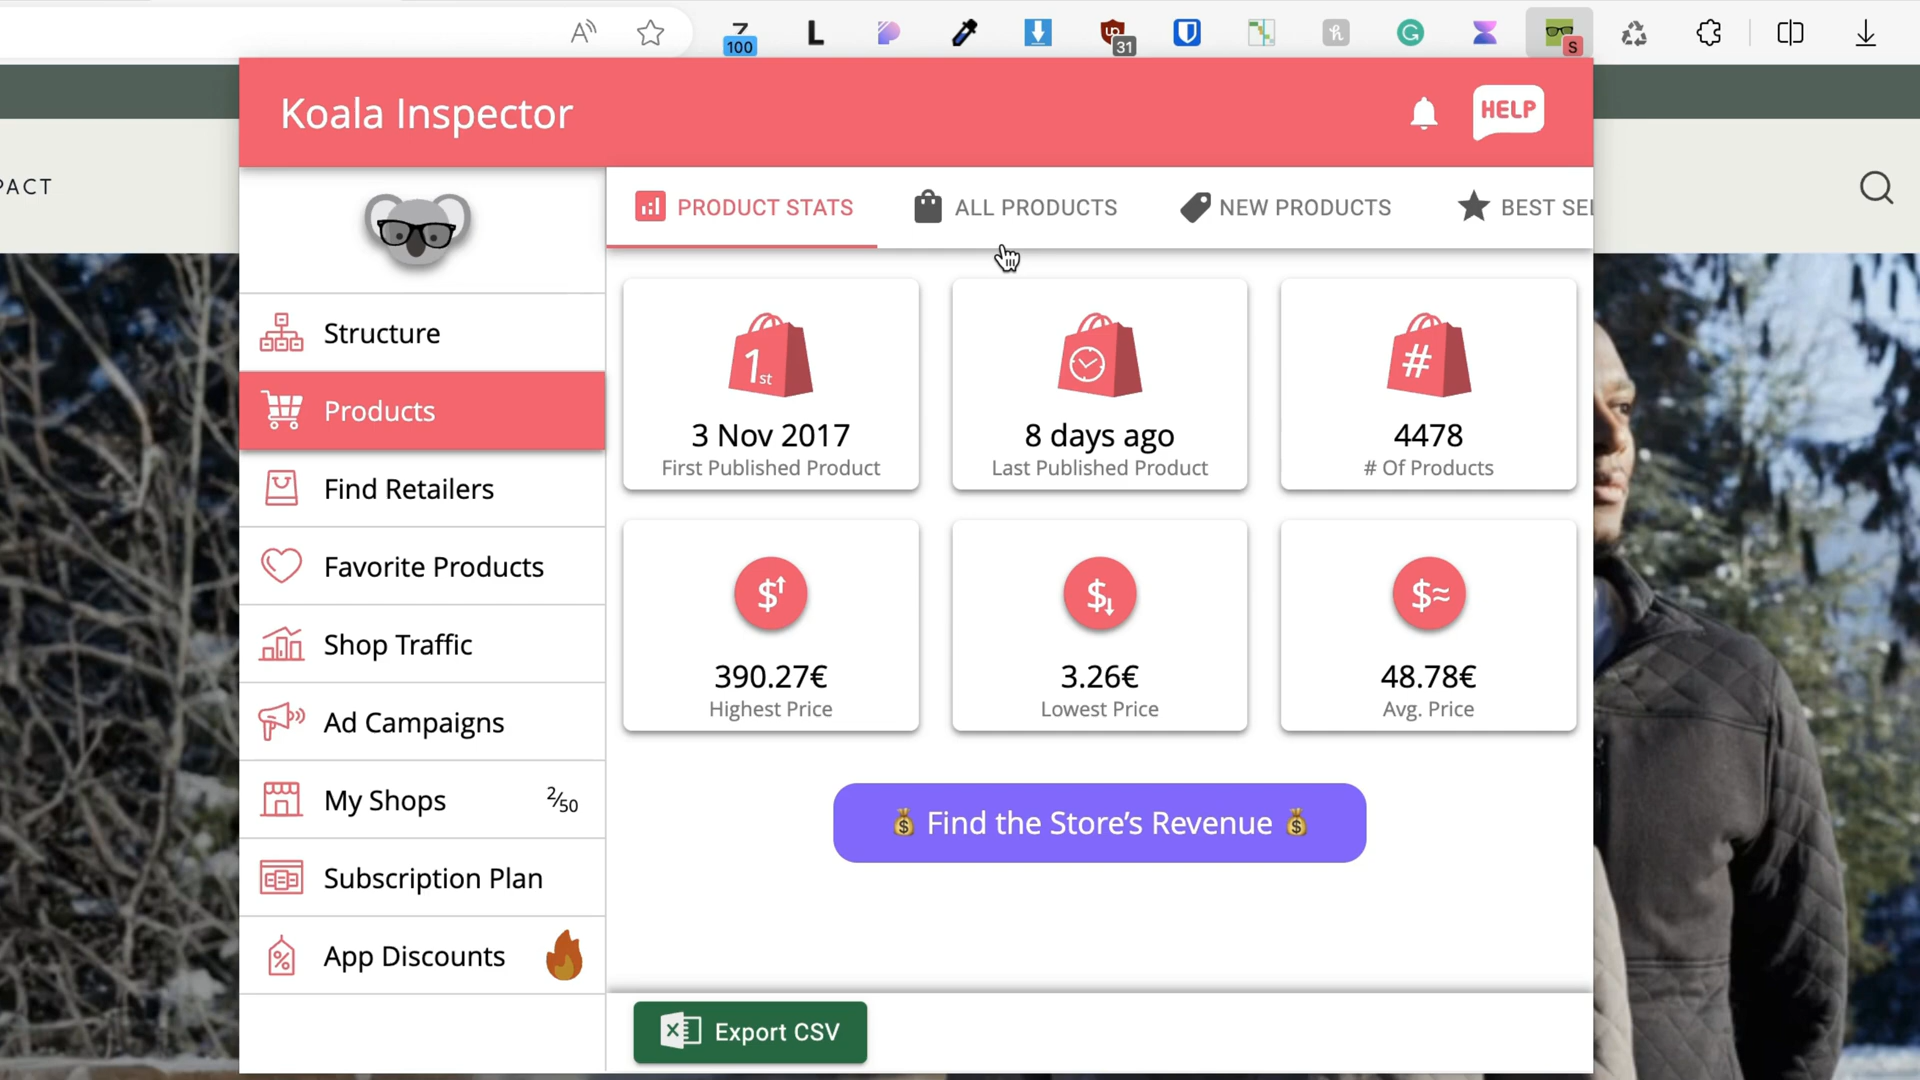 100
L
31
S
Koala Inspector
HELP
PACT
PRODUCT STATS
ALL PRODUCTS
NEW PRODUCTS
BEST SEL
Structure
Products
Find Retailers
Favorite Products
Shop Traffic
Ad Campaigns
My Shops 2/50
Subscription Plan
App Discounts
1st
3 Nov 2017
First Published Product
8 days ago
Last Published Product
#
4478
# Of Products
$↑
390.27€
Highest Price
$↓
3.26€
Lowest Price
$≈
48.78€
Avg. Price
💰 Find the Store's Revenue 💰
Export CSV